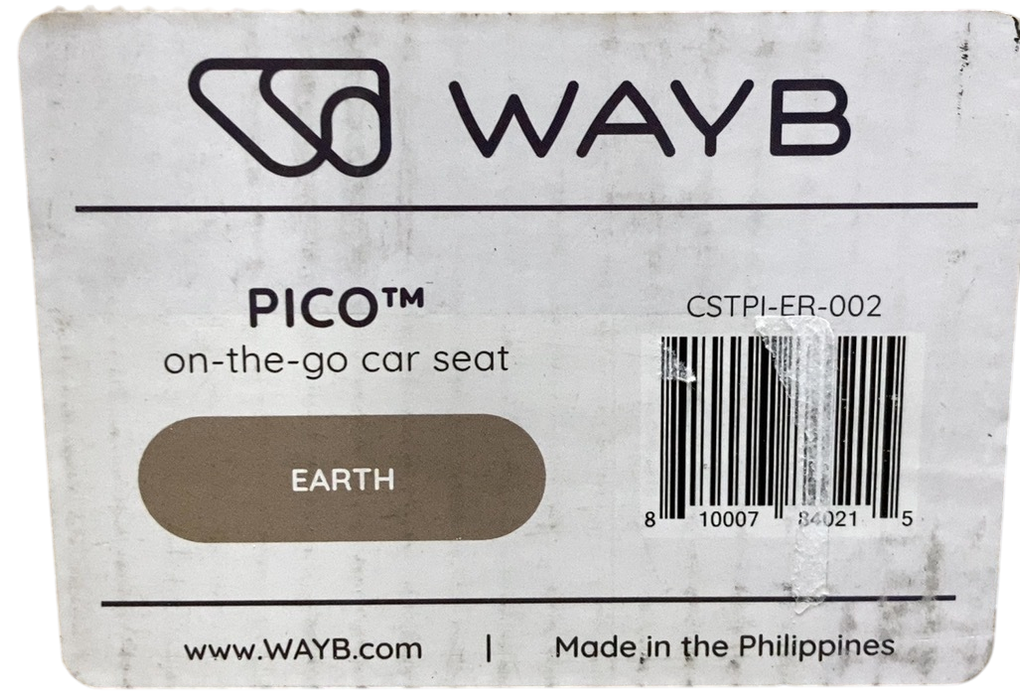 WAYB
PICO™
on-the-go car seat
EARTH
CSTPI-ER-002
8 10007 84021 5
www.WAYB.com | Made in the Philippines